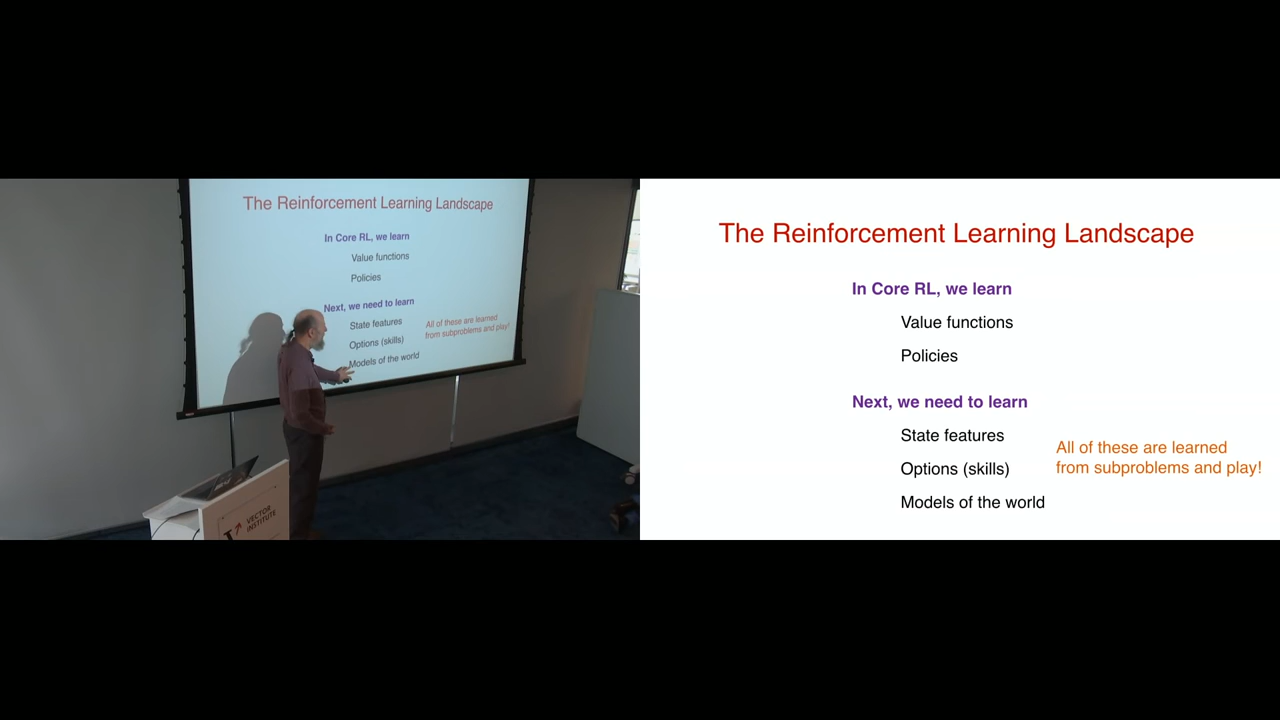 The Reinforcement Learning Landscape
In Core RL, we learn
Value functions
Policies
Next, we need to learn
State features
Options (skills)
Models of the world
All of these are learned
from subproblems and play!
VECTOR
INSTITUTE
The Reinforcement Learning Landscape
In Core RL, we learn
Value functions
Policies
Next, we need to learn
State features
Options (skills)
Models of the world
All of these are learned
from subproblems and play!